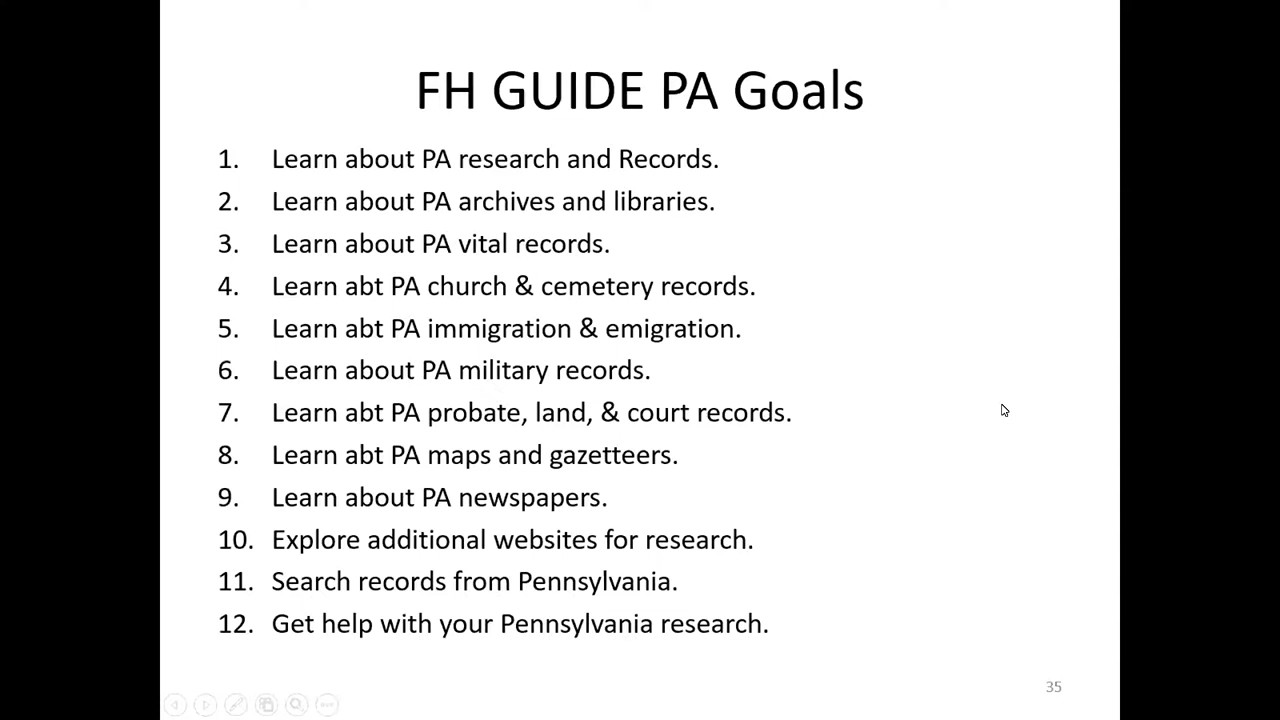 FH GUIDE PA Goals
1. Learn about PA research and Records.
2. Learn about PA archives and libraries.
3. Learn about PA vital records.
4. Learn abt PA church & cemetery records.
5. Learn abt PA immigration & emigration.
6. Learn about PA military records.
7. Learn abt PA probate, land, & court records.
8. Learn abt PA maps and gazetteers.
9. Learn about PA newspapers.
10. Explore additional websites for research.
11. Search records from Pennsylvania.
12. Get help with your Pennsylvania research.
35